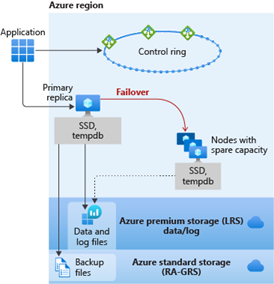 Azure region
Application
Control ring
Primary
replica
Failover
SSD,
tempdb
Nodes with
spare capacity
SSD,
tempdb
Data and
log files
Azure premium storage (LRS)
data/log
Backup
files
Azure standard storage
(RA-GRS)